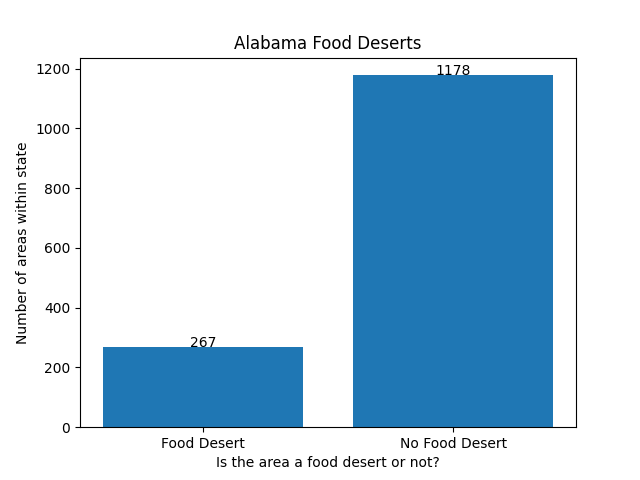 Alabama Food Deserts
Number of areas within state
1200
1000
800
600
400
200
0
1178
267
Food Desert
No Food Desert
Is the area a food desert or not?